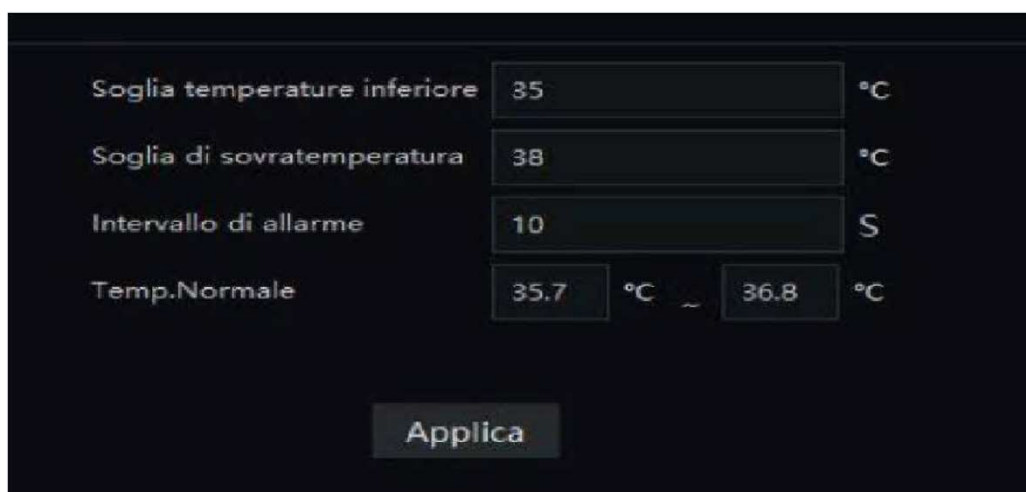 Soglia temperature inferiore 35 °C
Soglia di sovratemperatura 38 °C
Intervallo di allarme 10 S
Temp.Normale 35.7 °C ~ 36.8 °C
Applica